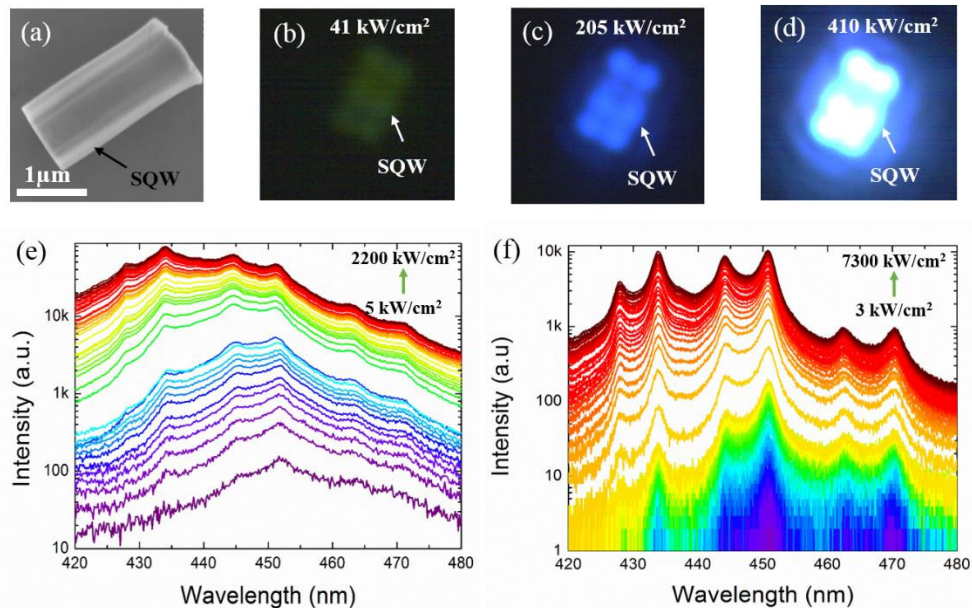 (a)
SQW
1µm
(b)
41 kW/cm²
SQW
(c)
205 kW/cm²
SQW
(d)
410 kW/cm²
SQW
(e)
2200 kW/cm²
5 kW/cm²
Intensity (a.u.)
10k
1k
100
10
420 430 440 450 460 470 480
Wavelength (nm)
(f)
7300 kW/cm²
3 kW/cm²
Intensity (a.u)
10k
1k
100
10
1
420 430 440 450 460 470 480
Wavelength (nm)